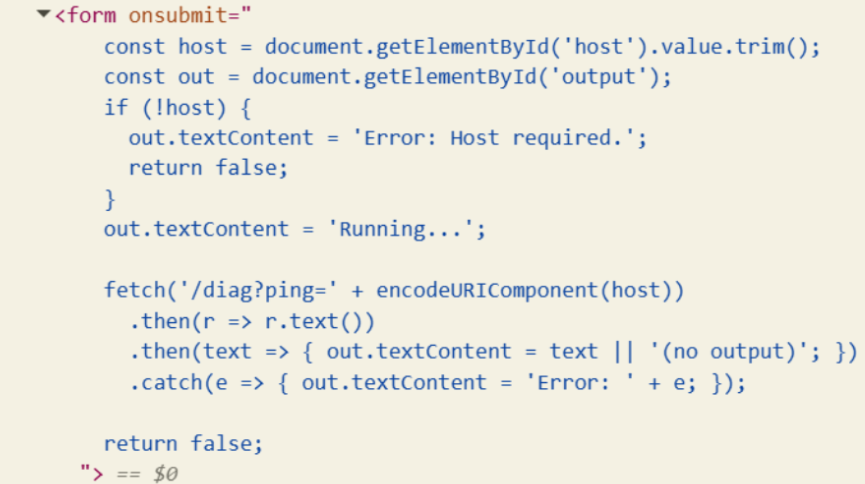 ▼<form onsubmit="
const host = document.getElementById('host').value.trim();
const out = document.getElementById('output');
if (!host) {
out.textContent = 'Error: Host required.';
return false;
}
out.textContent = 'Running...';
fetch('/diag?ping=' + encodeURIComponent(host))
.then(r => r.text())
.then(text => { out.textContent = text || '(no output)'; })
.catch(e => { out.textContent = 'Error: ' + e; });
return false;
"> == $0